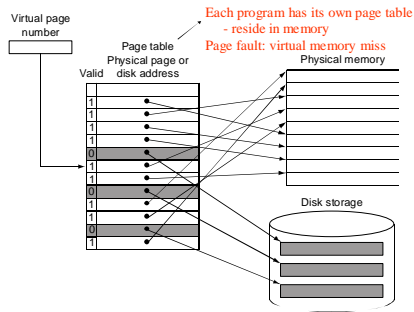 Each program has its own page table
- reside in memory
Page fault: virtual memory miss
Virtual page
number
Page table
Physical page or
disk address
Valid
Physical memory
1
1
1
1
0
1
1
0
1
1
0
1
Disk storage